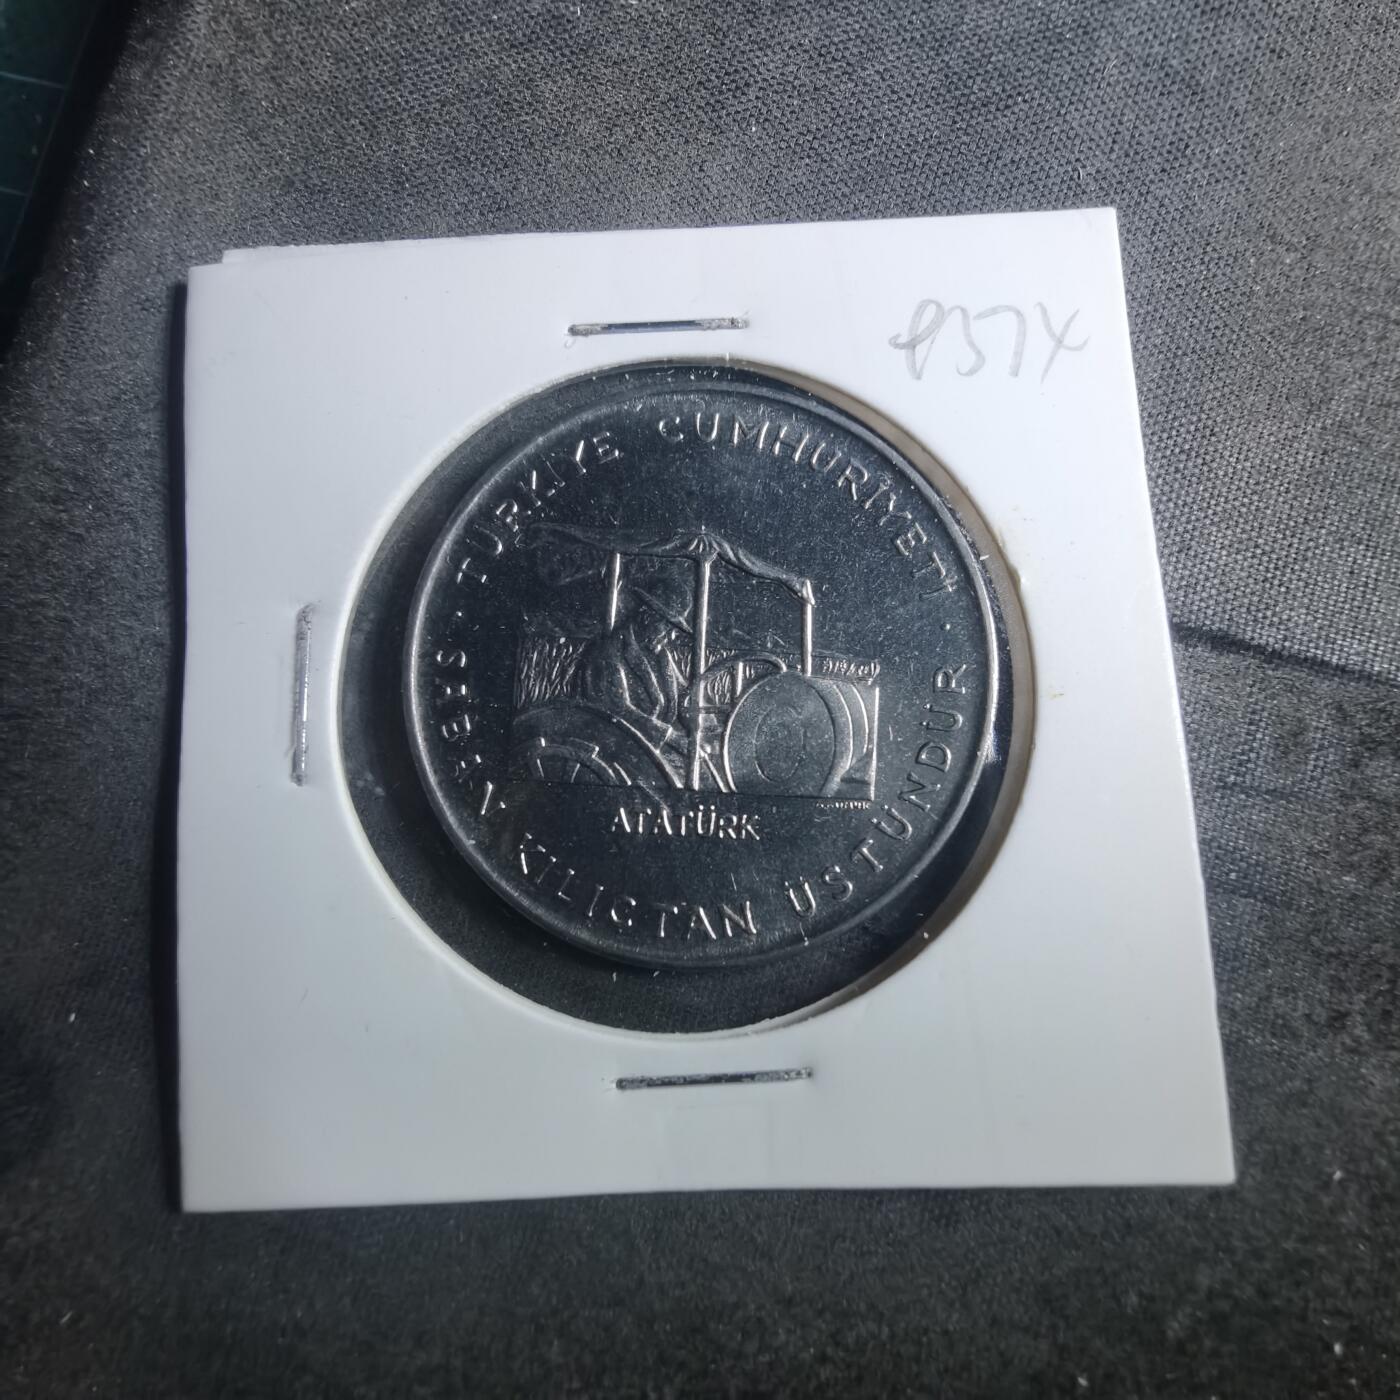 TÜRKİYE CUMHURİYETİ · SABAN KILIÇTAN ÜSTÜNDÜR ·
ATATÜRK